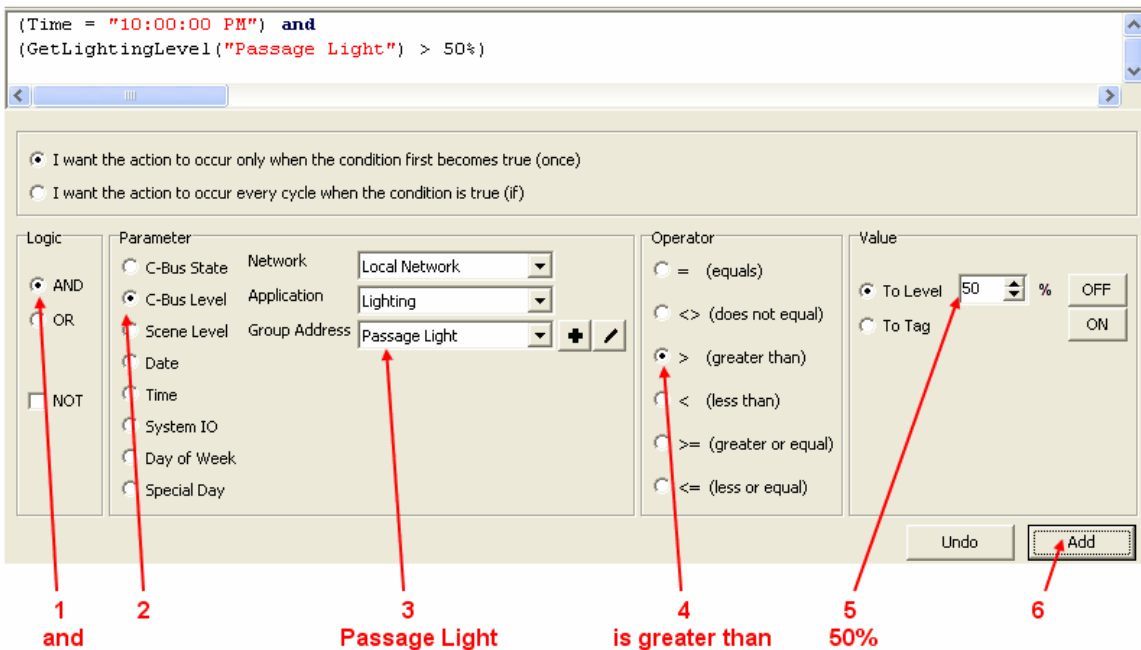 (Time = "10:00:00 PM") and
(GetLightingLevel("Passage Light") > 50%)
I want the action to occur only when the condition first becomes true (once)
I want the action to occur every cycle when the condition is true (if)
Logic
AND
OR
NOT
Parameter
C-Bus State
C-Bus Level
Scene Level
Date
Time
System IO
Day of Week
Special Day
Network
Local Network
Application
Lighting
Group Address
Passage Light
Operator
= (equals)
<> (does not equal)
> (greater than)
< (less than)
>= (greater or equal)
<= (less or equal)
Value
To Level
50
%
OFF
To Tag
ON
Undo
Add
1
and
2
3
Passage Light
4
is greater than
5
50%
6